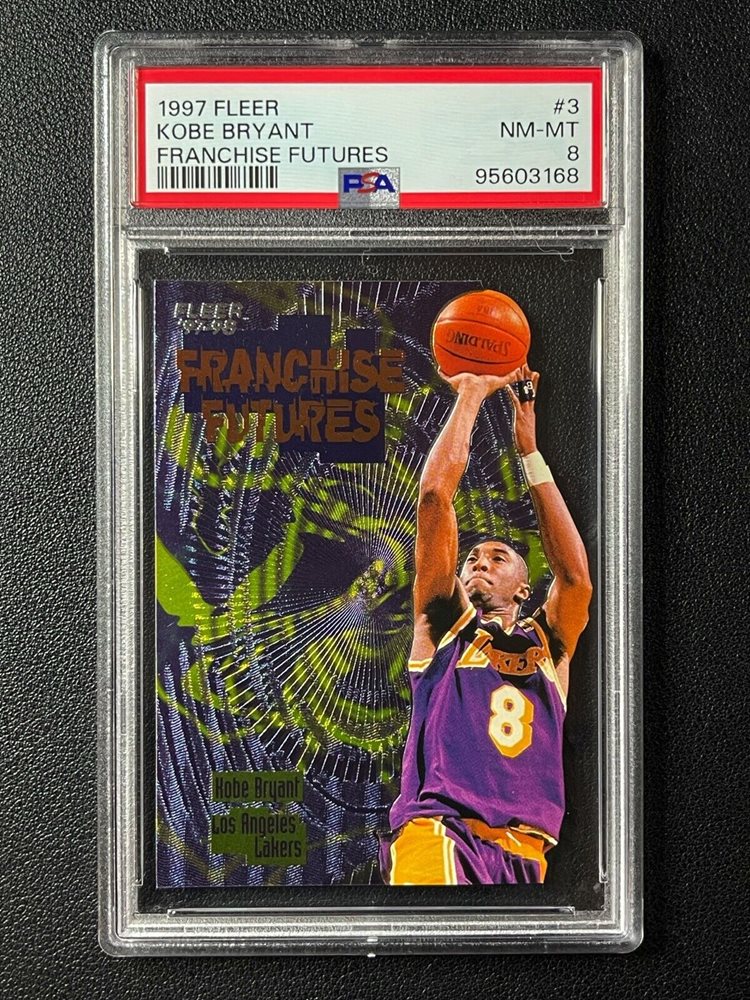 1997 FLEER #3
KOBE BRYANT NM-MT
FRANCHISE FUTURES 8
PSA 95603168
FLEER
'97-98
FRANCHISE
FUTURES
SPALDING
LAKERS
8
Kobe Bryant
Los Angeles
Lakers